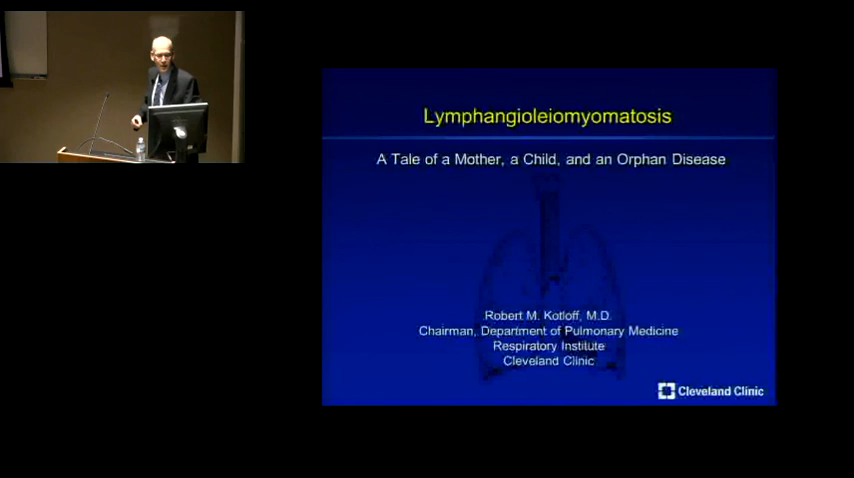 Lymphangioleiomyomatosis
A Tale of a Mother, a Child, and an Orphan Disease
Robert M. Kotloff, M.D.
Chairman, Department of Pulmonary Medicine
Respiratory Institute
Cleveland Clinic
Cleveland Clinic